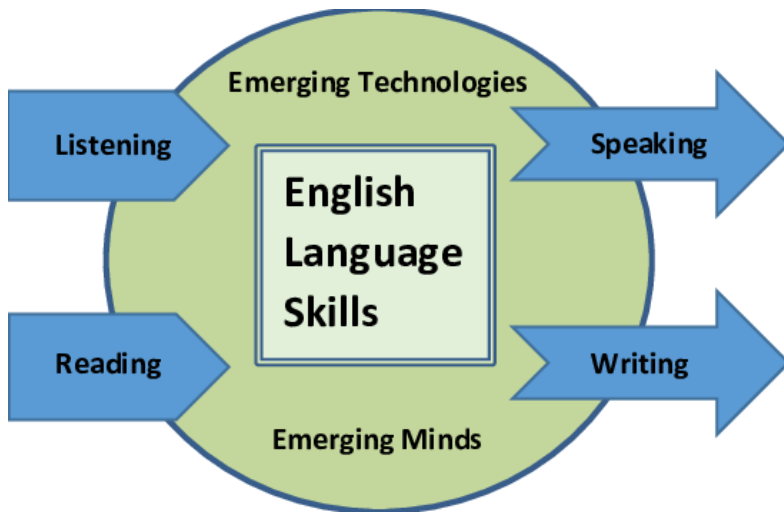 Emerging Technologies
Listening
Speaking
English
Language
Skills
Reading
Writing
Emerging Minds